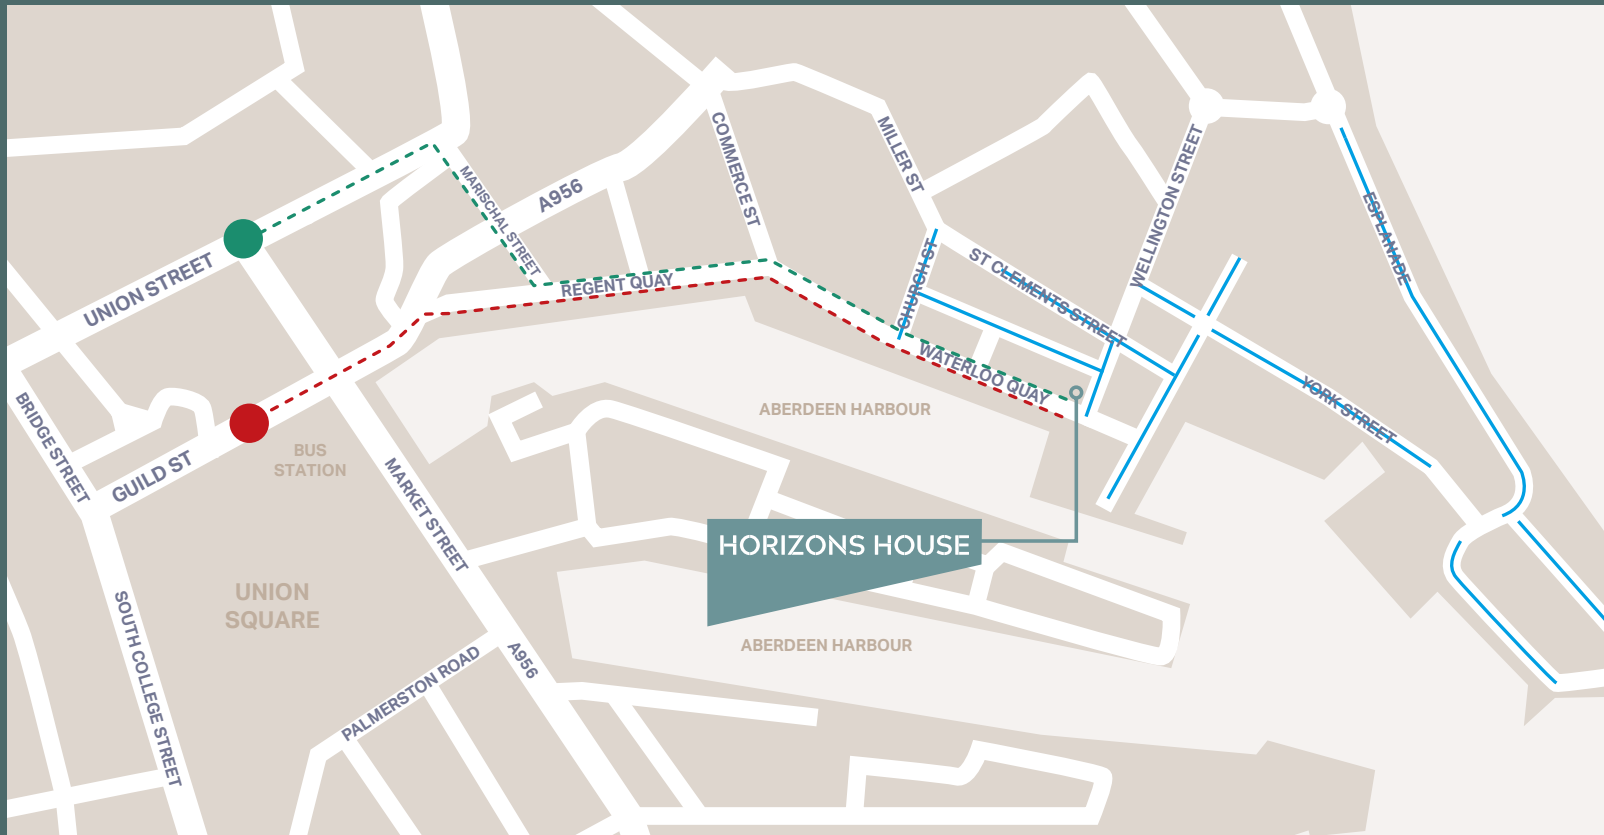 COMMERCE ST
MILLER ST
MARISCHAL STREET
A956
WELLINGTON STREET
ESPLANADE
UNION STREET
REGENT QUAY
CHURCH ST
ST CLEMENTS STREET
WATERLOO QUAY
YORK STREET
ABERDEEN HARBOUR
BRIDGE STREET
GUILD ST
BUS
STATION
MARKET STREET
HORIZONS HOUSE
UNION
SQUARE
SOUTH COLLEGE STREET
PALMERSTON ROAD
A956
ABERDEEN HARBOUR